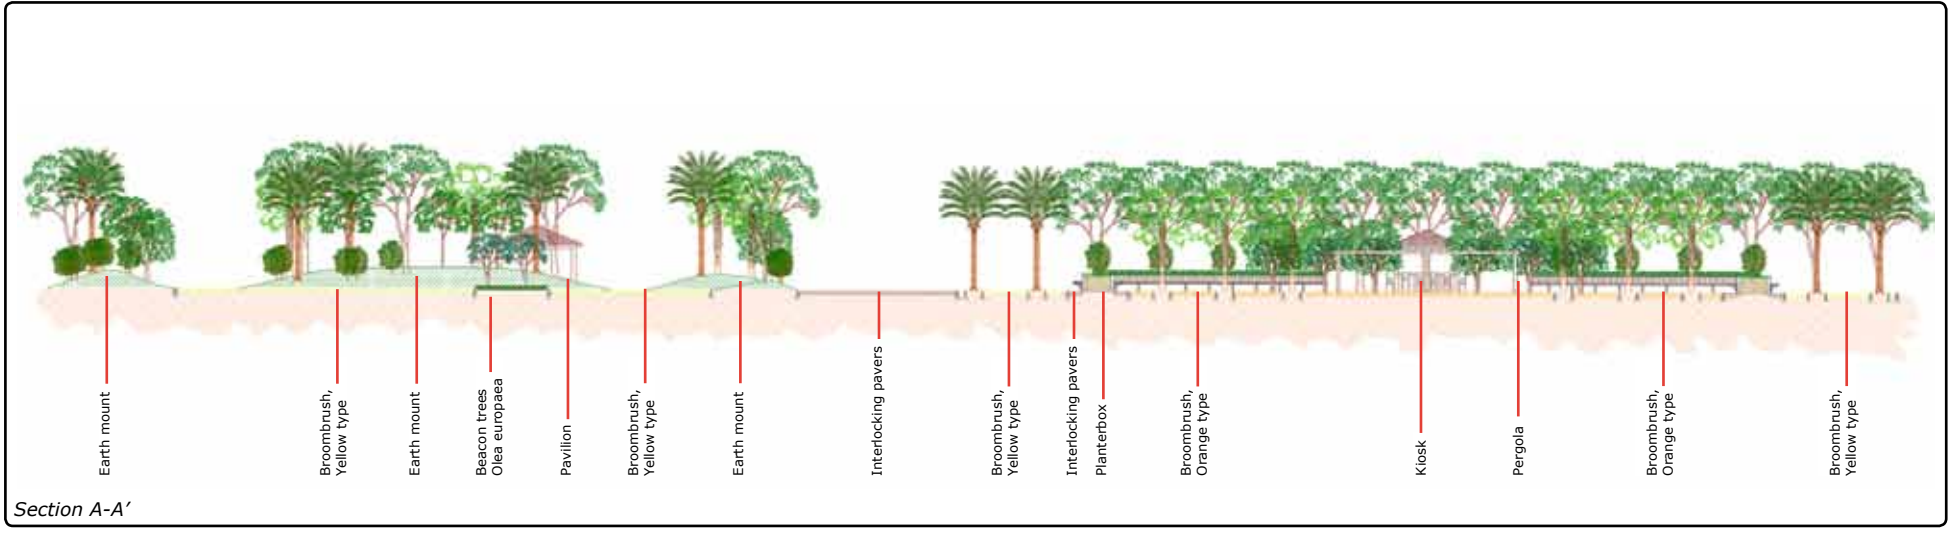 Earth mount
Broombrush,
Yellow type
Earth mount
Beacon trees
Olea europaea
Pavilion
Broombrush,
Yellow type
Earth mount
Interlocking pavers
Broombrush,
Yellow type
Interlocking pavers
Planterbox
Broombrush,
Orange type
Kiosk
Pergola
Broombrush,
Orange type
Broombrush,
Yellow type
Section A-A’